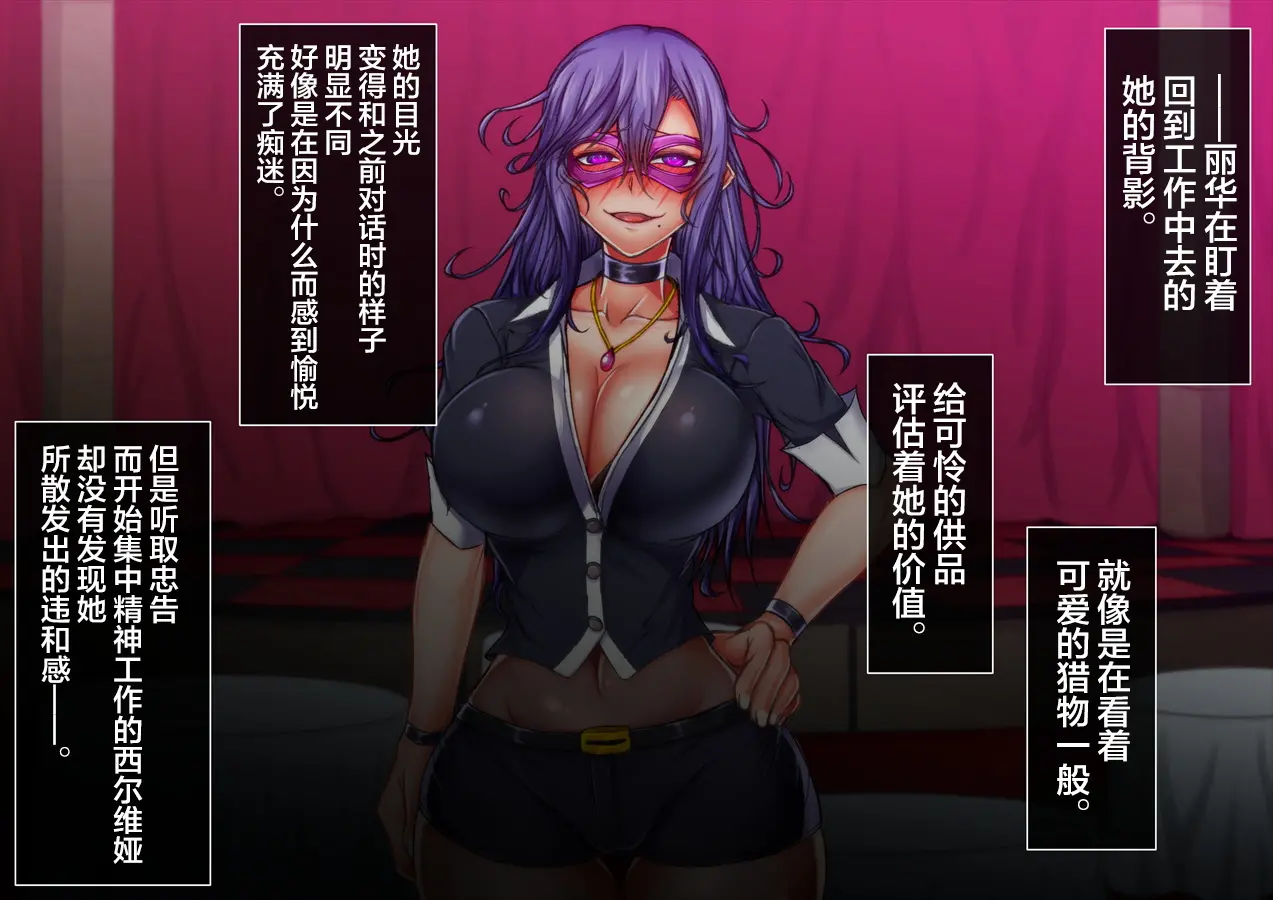 ——丽华在盯着
回到工作中去的
她的背影。
就像是在看着
可爱的猎物一般。
给可怜的供品
评估着她的价值。
她的目光
变得和之前对话时的样子
明显不同
好像是在因为什么而感到愉悦
充满了痴迷。
但是听取忠告
而开始集中精神工作的西尔维娅
却没有发现她
所散发出的违和感——。